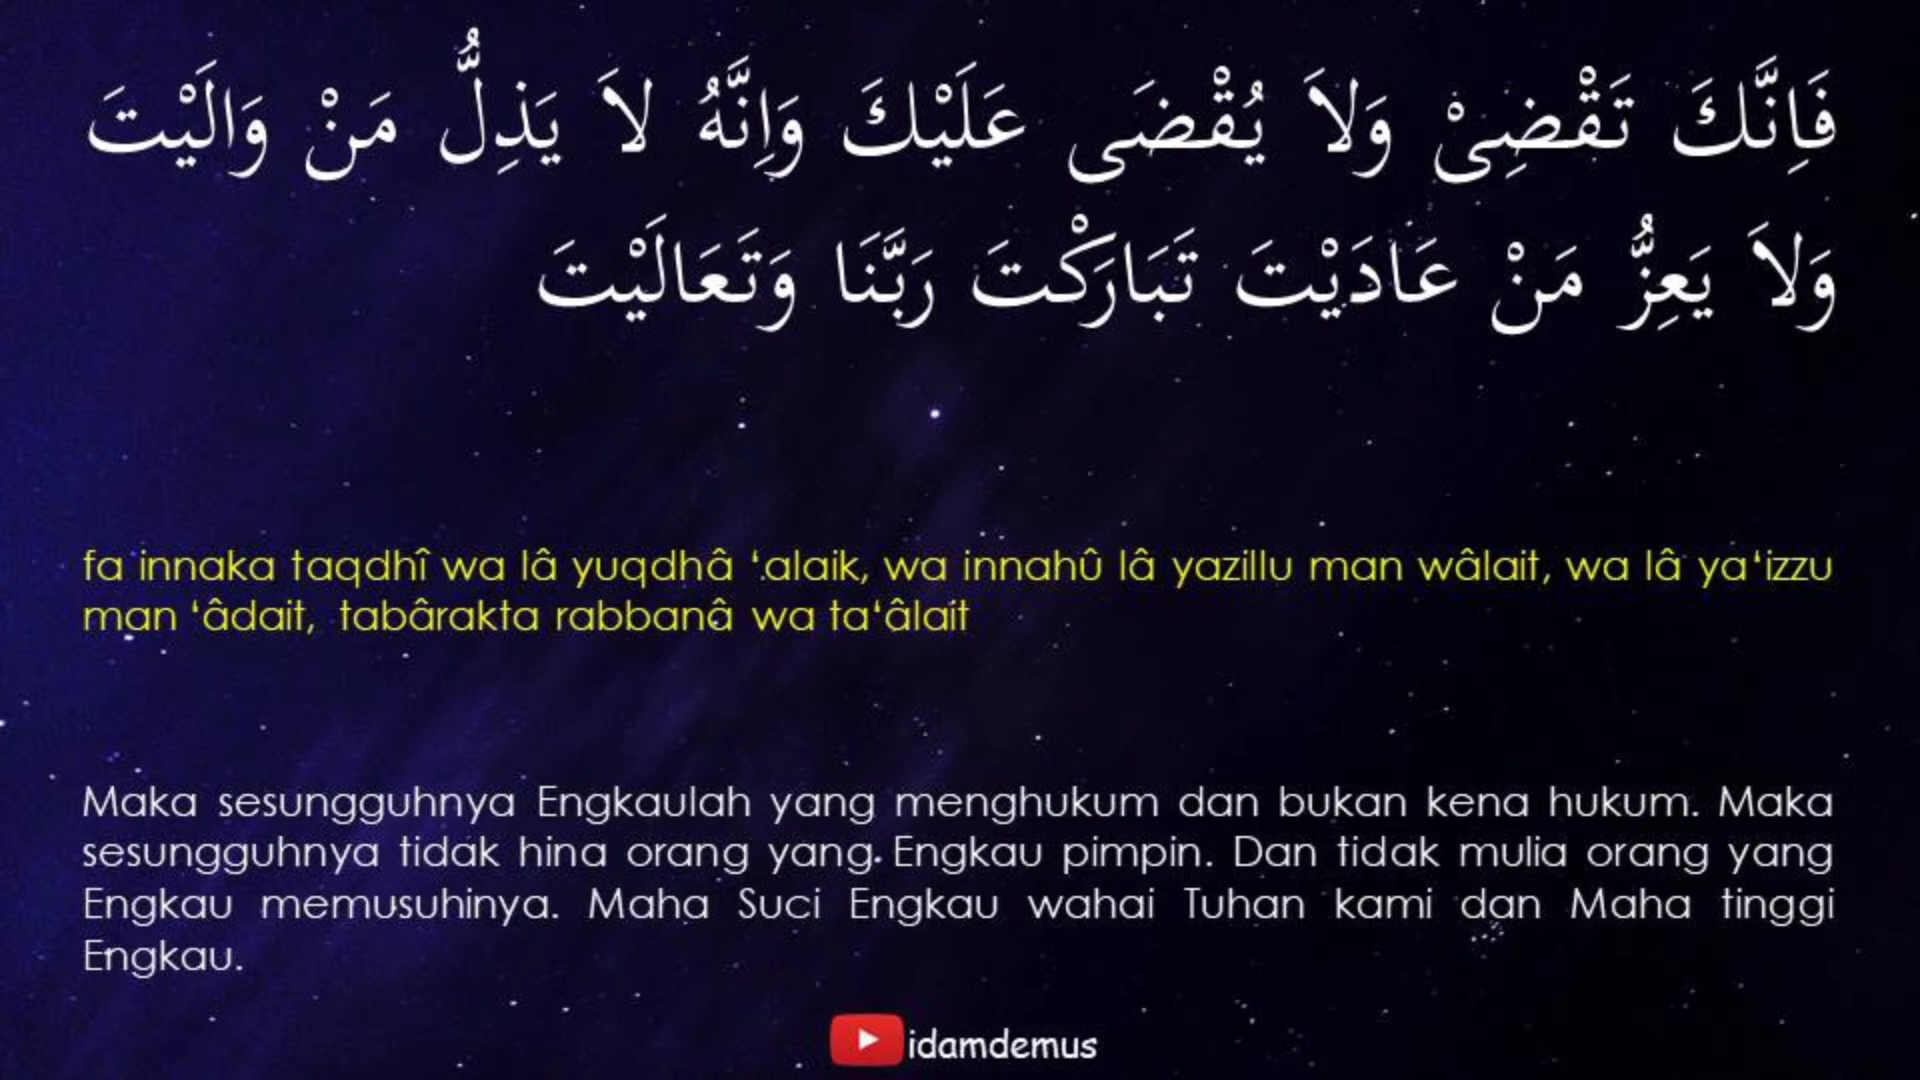 فَاِنَّكَ تَقْضِىْ وَلاَ يُقْضَى عَلَيْكَ وَاِنَّهُ لاَ يَذِلُّ مَنْ وَالَيْتَ
وَلاَ يَعِزُّ مَنْ عَادَيْتَ تَبَارَكْتَ رَبَّنَا وَتَعَالَيْتَ
fa innaka taqdhî wa lâ yuqdhâ ‘alaik, wa innahû lâ yazillu man wâlait, wa lâ ya‘izzu
man ‘âdait, tabârakta rabbanâ wa ta‘âlait
Maka sesungguhnya Engkaulah yang menghukum dan bukan kena hukum. Maka
sesungguhnya tidak hina orang yang Engkau pimpin. Dan tidak mulia orang yang
Engkau memusuhinya. Maha Suci Engkau wahai Tuhan kami dan Maha tinggi
Engkau.
idamdemus